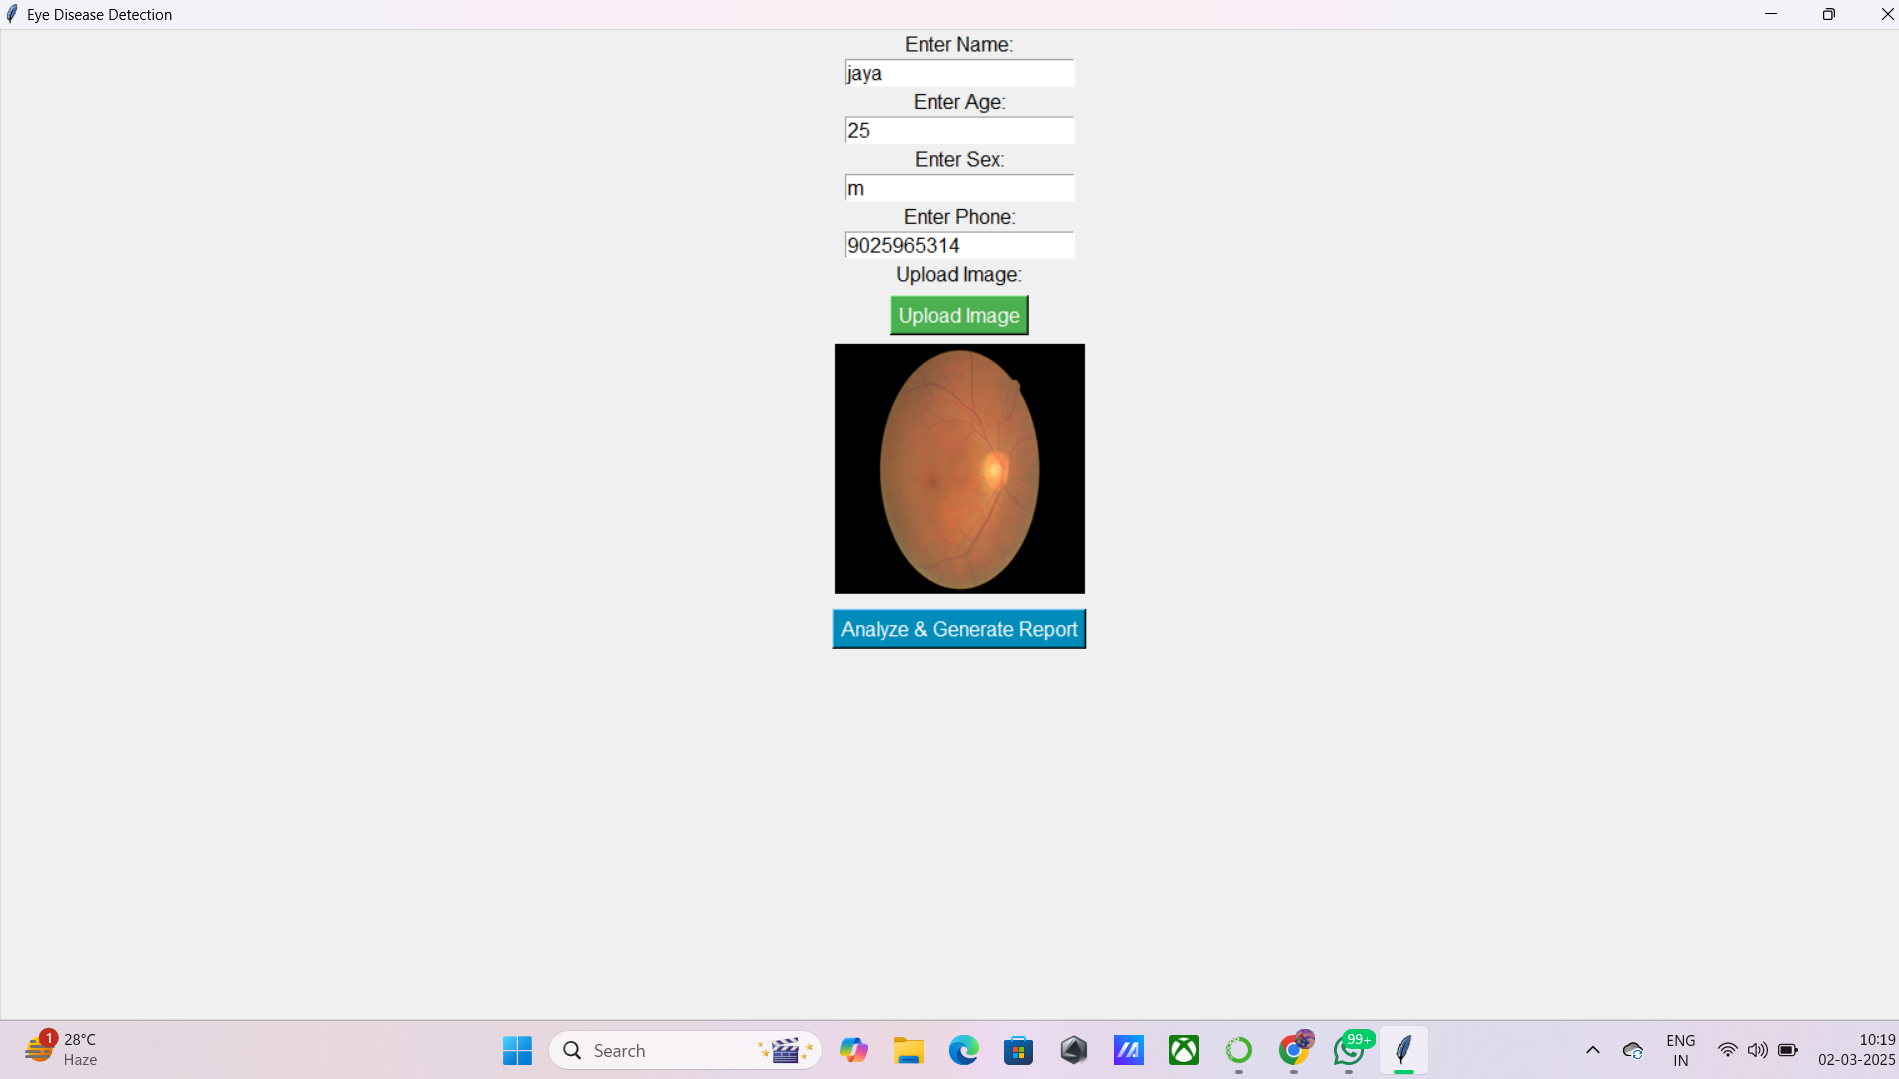 Eye Disease Detection
Enter Name:
jaya
Enter Age:
25
Enter Sex:
m
Enter Phone:
9025965314
Upload Image:
Upload Image
Analyze & Generate Report
1
28°C
Haze
Search
99+
ENG
IN
10:19
02-03-2025